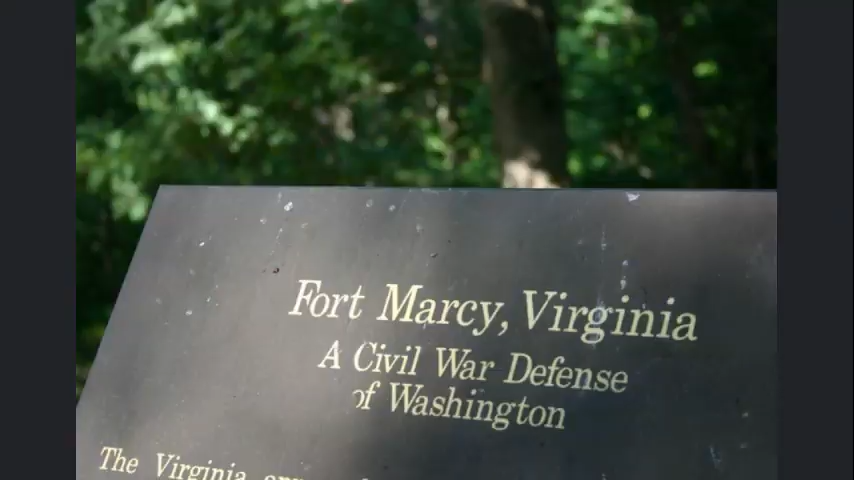 Fort Marcy, Virginia
A Civil War Defense
of Washington
The Virginia